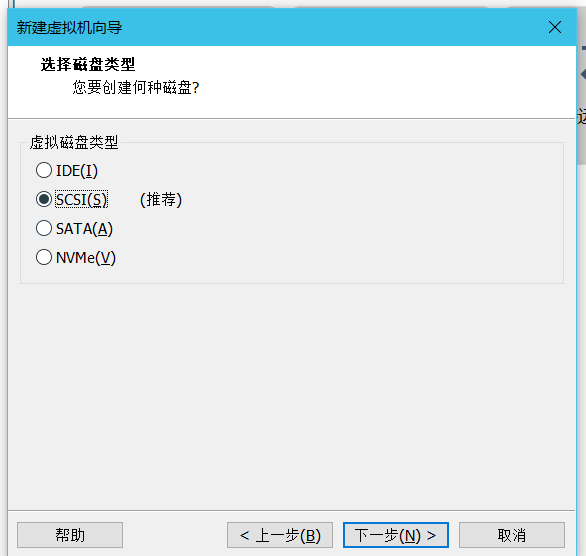 新建虚拟机向导
选择磁盘类型
您要创建何种磁盘?
虚拟磁盘类型
IDE(I)
SCSI(S) (推荐)
SATA(A)
NVMe(V)
帮助 < 上一步(B) 下一步(N) > 取消